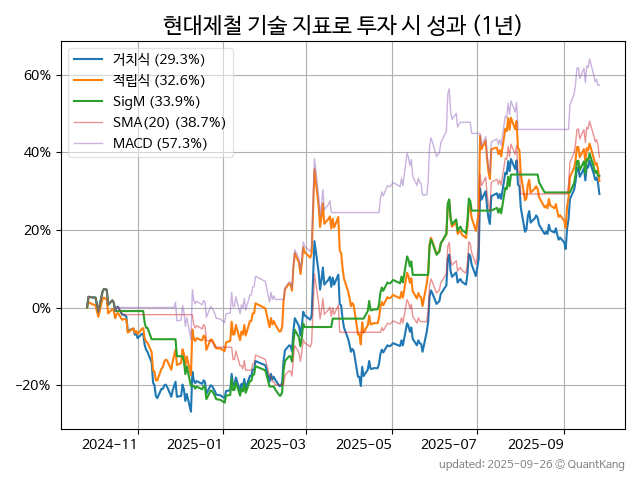 현대제철 기술 지표로 투자 시 성과 (1년)
거치식 (29.3%)
적립식 (32.6%)
SigM (33.9%)
SMA(20) (38.7%)
MACD (57.3%)
60%
40%
20%
0%
−20%
2024−11
2025−01
2025−03
2025−05
2025−07
2025−09
updated: 2025-09-26 © QuantKang